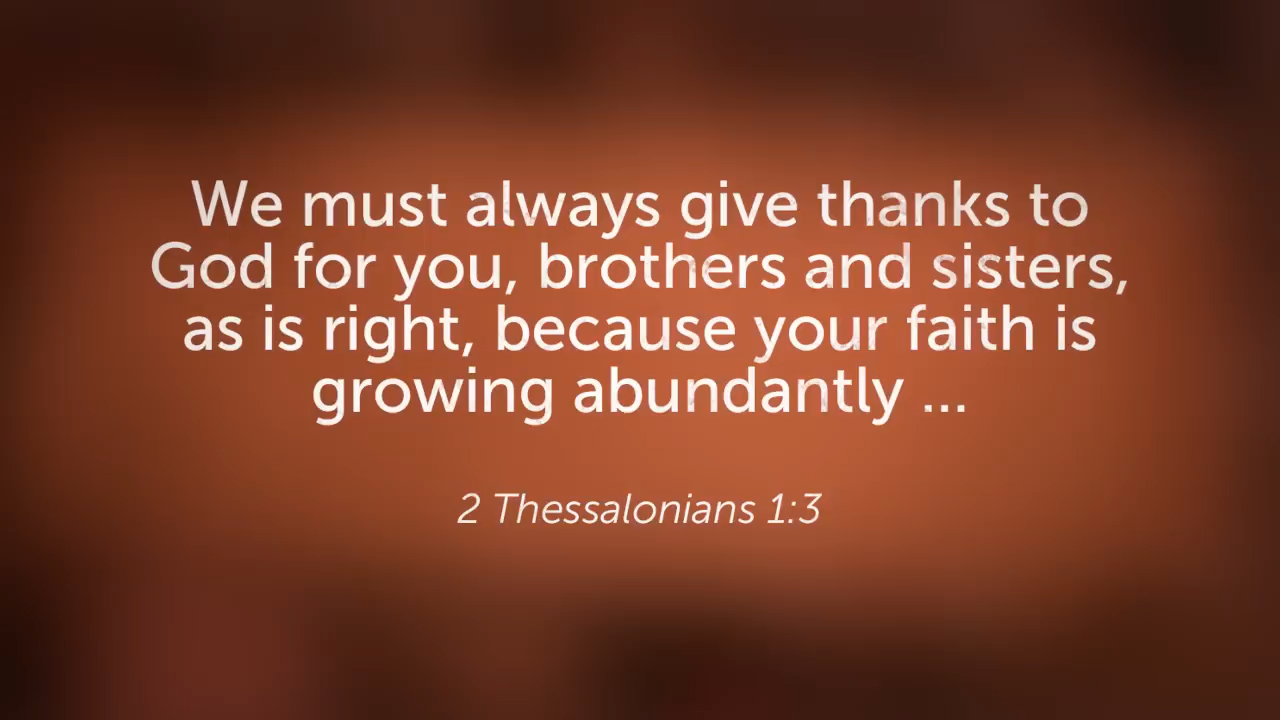 We must always give thanks to
God for you, brothers and sisters,
as is right, because your faith is
growing abundantly ...
2 Thessalonians 1:3